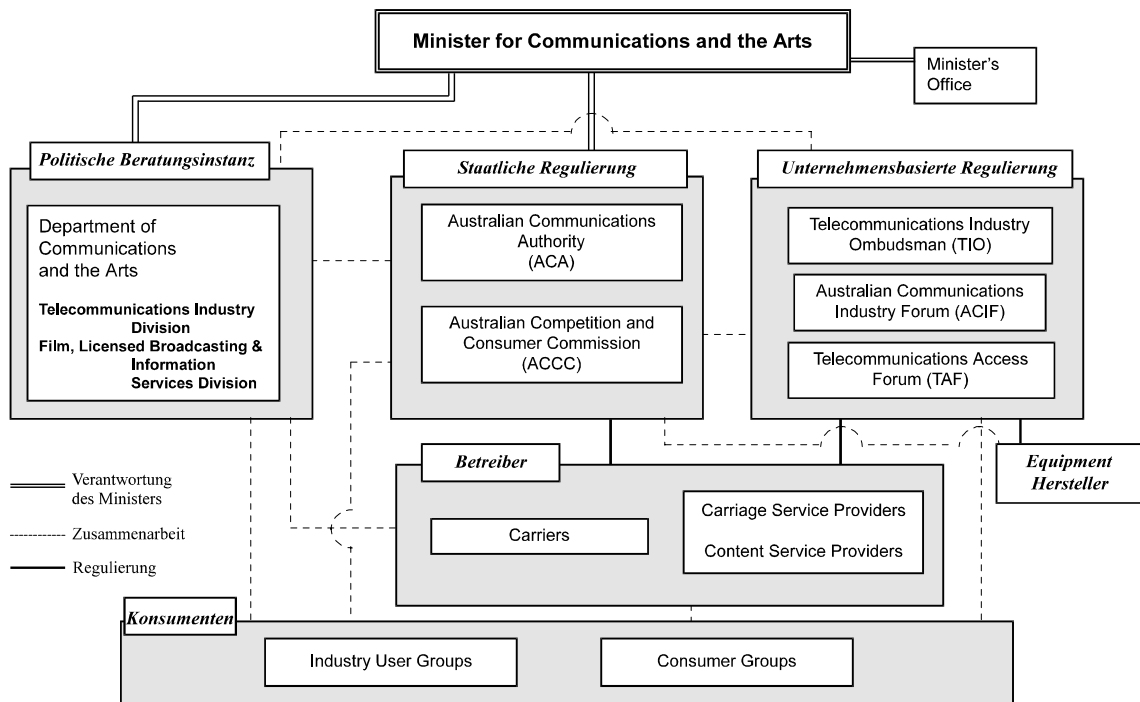 Minister for Communications and the Arts
Minister's
Office
Politische Beratungsinstanz
Department of
Communications
and the Arts
Telecommunications Industry
Division
Film, Licensed Broadcasting &
Information
Services Division
Staatliche Regulierung
Australian Communications
Authority
(ACA)
Australian Competition and
Consumer Commission
(ACCC)
Unternehmensbasierte Regulierung
Telecommunications Industry
Ombudsman (TIO)
Australian Communications
Industry Forum (ACIF)
Telecommunications Access
Forum (TAF)
Betreiber
Carriers
Carriage Service Providers
Content Service Providers
Equipment
Hersteller
Verantwortung
des Ministers
Zusammenarbeit
Regulierung
Konsumenten
Industry User Groups
Consumer Groups